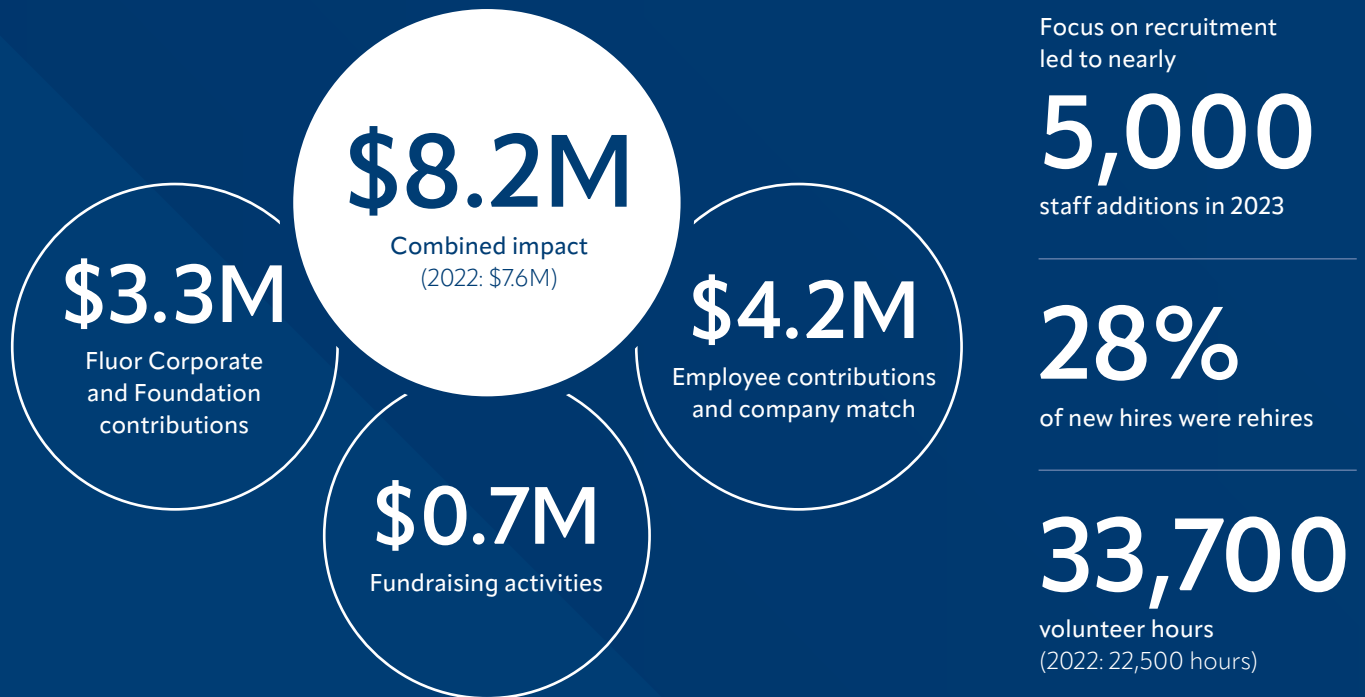 $8.2M
Combined impact
(2022: $7.6M)
$3.3M
Fluor Corporate
and Foundation
contributions
$4.2M
Employee contributions
and company match
$0.7M
Fundraising activities
Focus on recruitment
led to nearly
5,000
staff additions in 2023
28%
of new hires were rehires
33,700
volunteer hours
(2022: 22,500 hours)